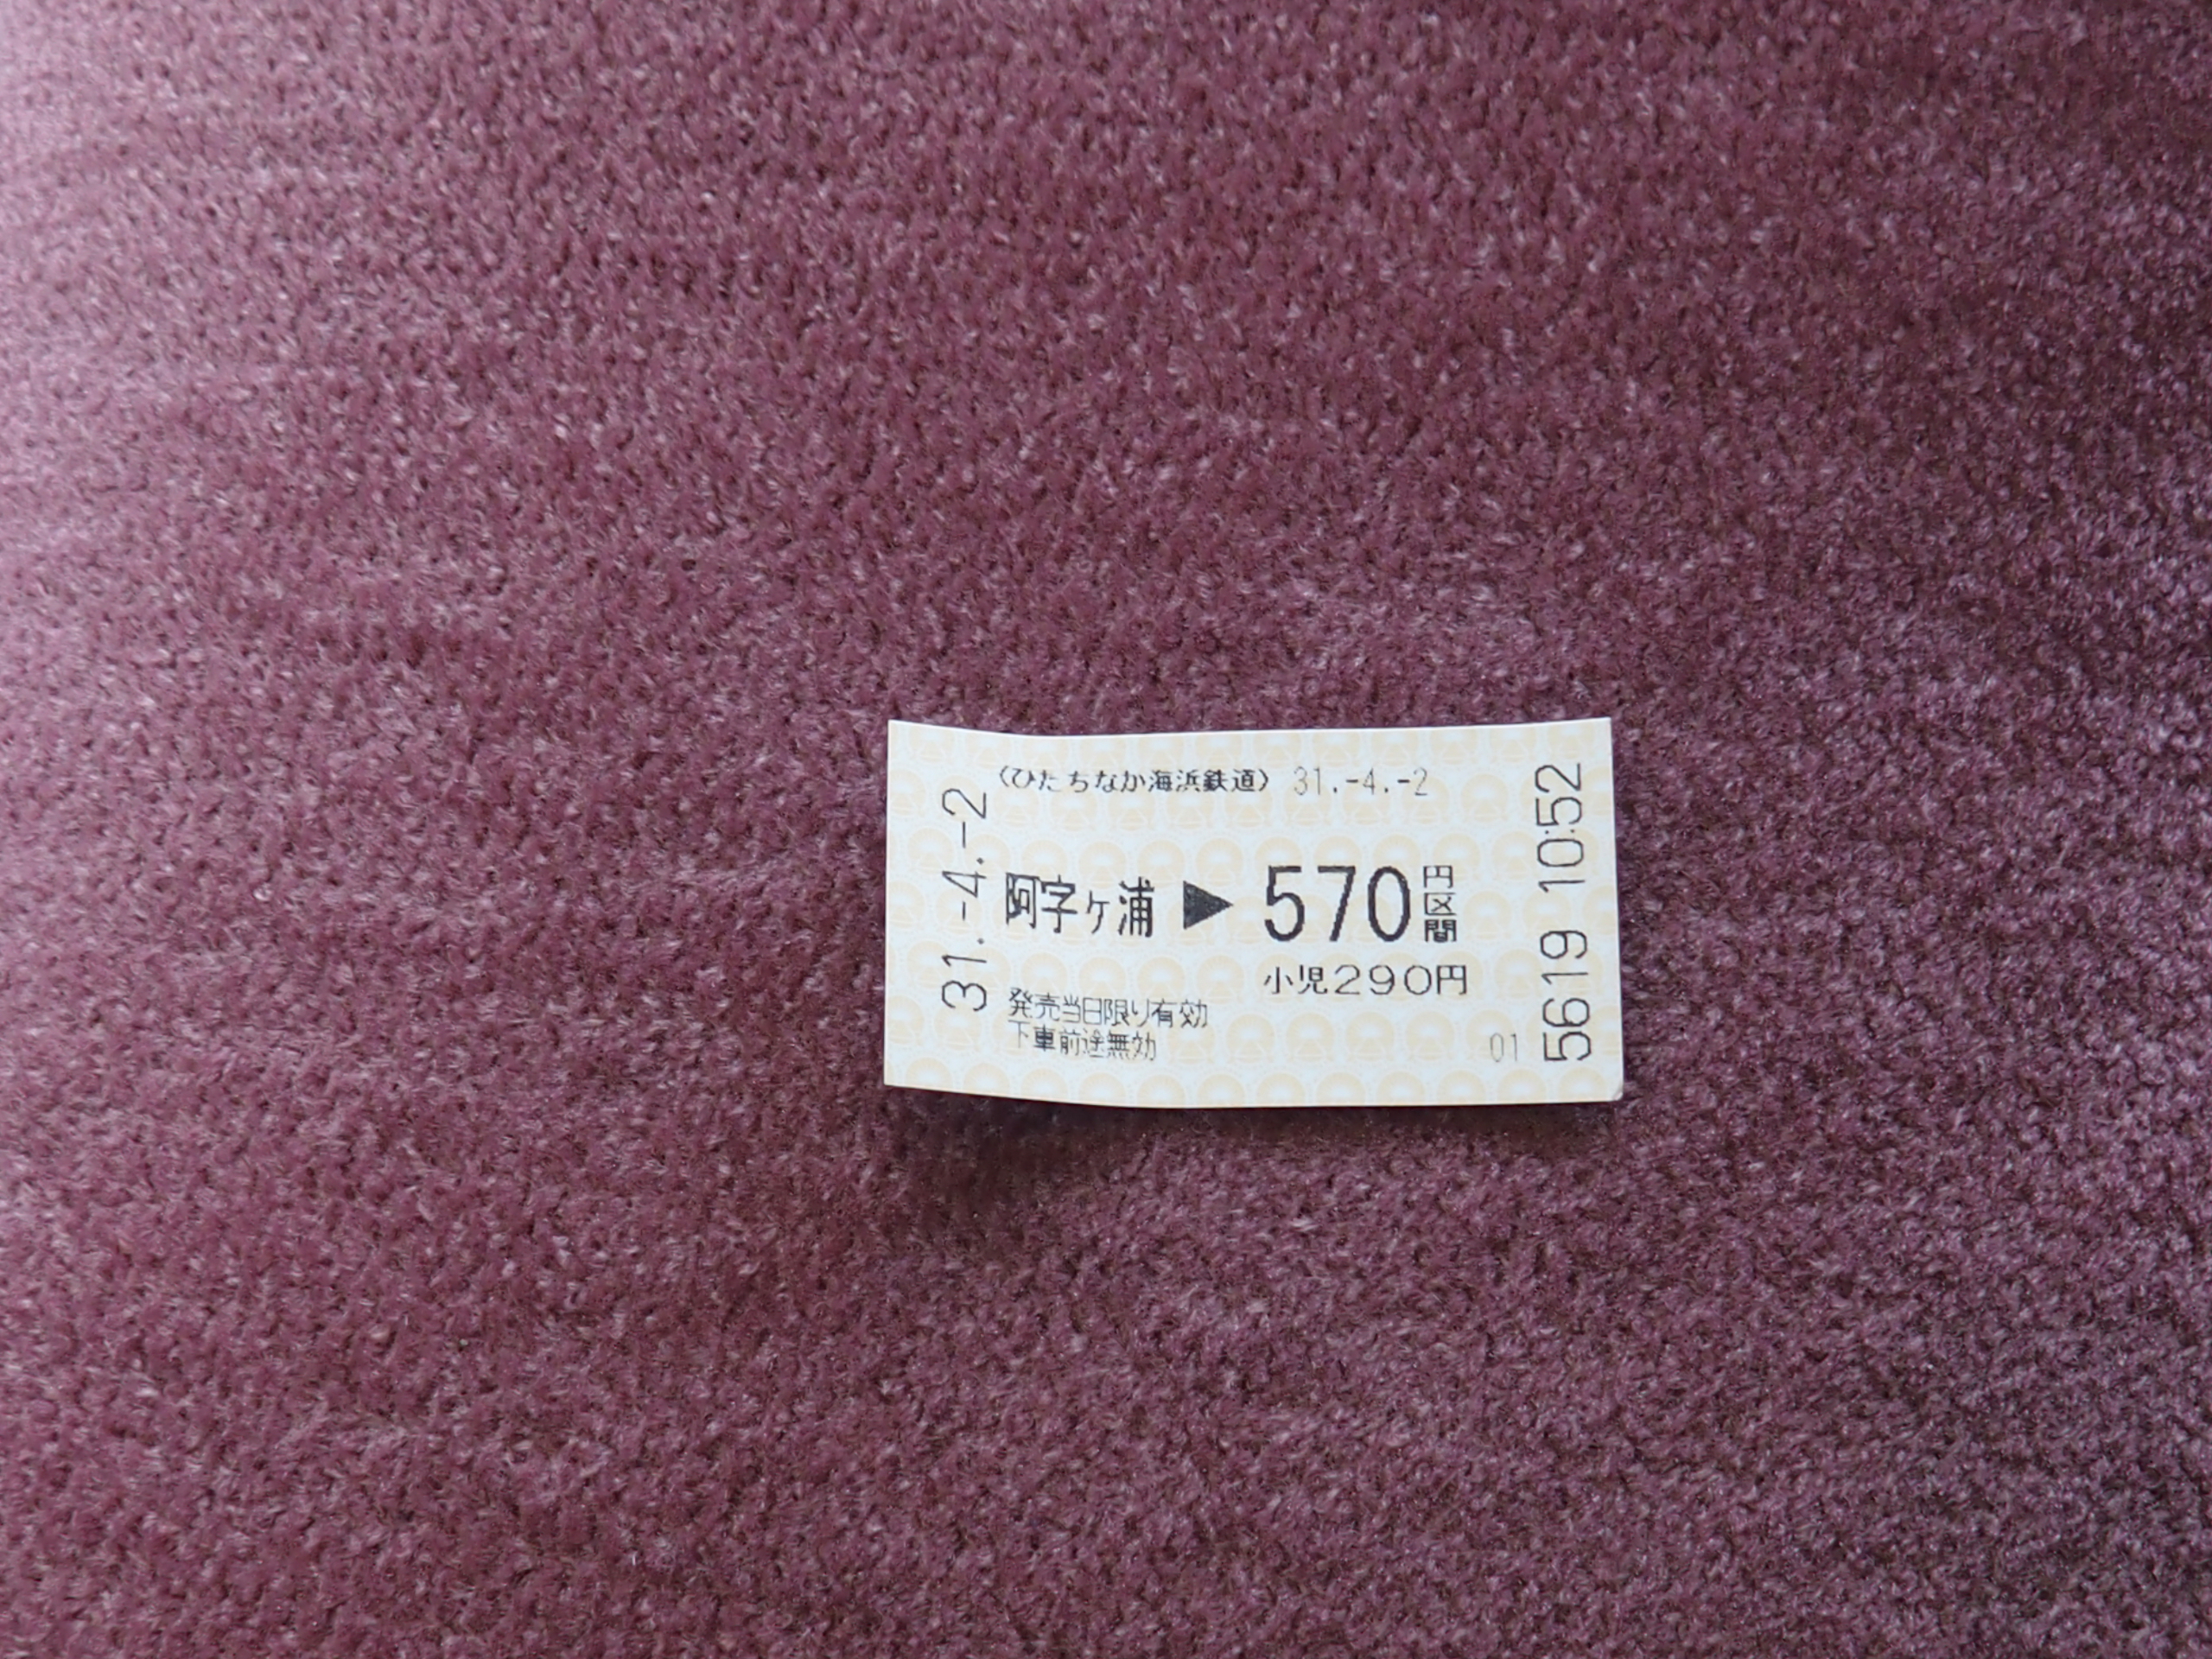 〈ひたちなか海浜鉄道〉 31.-4.-2
31.-4.-2
阿字ヶ浦 ▶ 570円区間
小児290円
発売当日限り有効
下車前途無効
01
5619 10:52